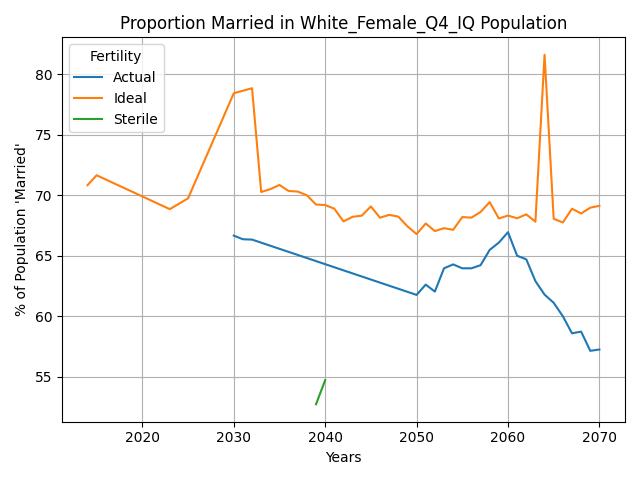 Proportion Married in White_Female_Q4_IQ Population
Fertility
Actual
Ideal
Sterile
% of Population 'Married'
80
75
70
65
60
55
2020
2030
2040
2050
2060
2070
Years